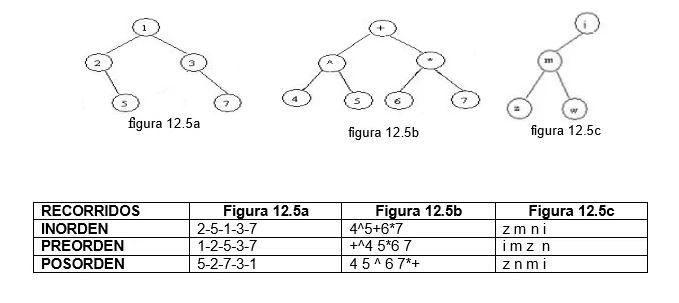 1
2
3
5
7
figura 12.5a
+
^
*
4
5
6
7
figura 12.5b
i
m
z
w
figura 12.5c
RECORRIDOS Figura 12.5a Figura 12.5b Figura 12.5c
INORDEN 2-5-1-3-7 4^5+6*7 z m n i
PREORDEN 1-2-5-3-7 +^4 5*6 7 i m z n
POSORDEN 5-2-7-3-1 4 5 ^ 6 7*+ z n m i